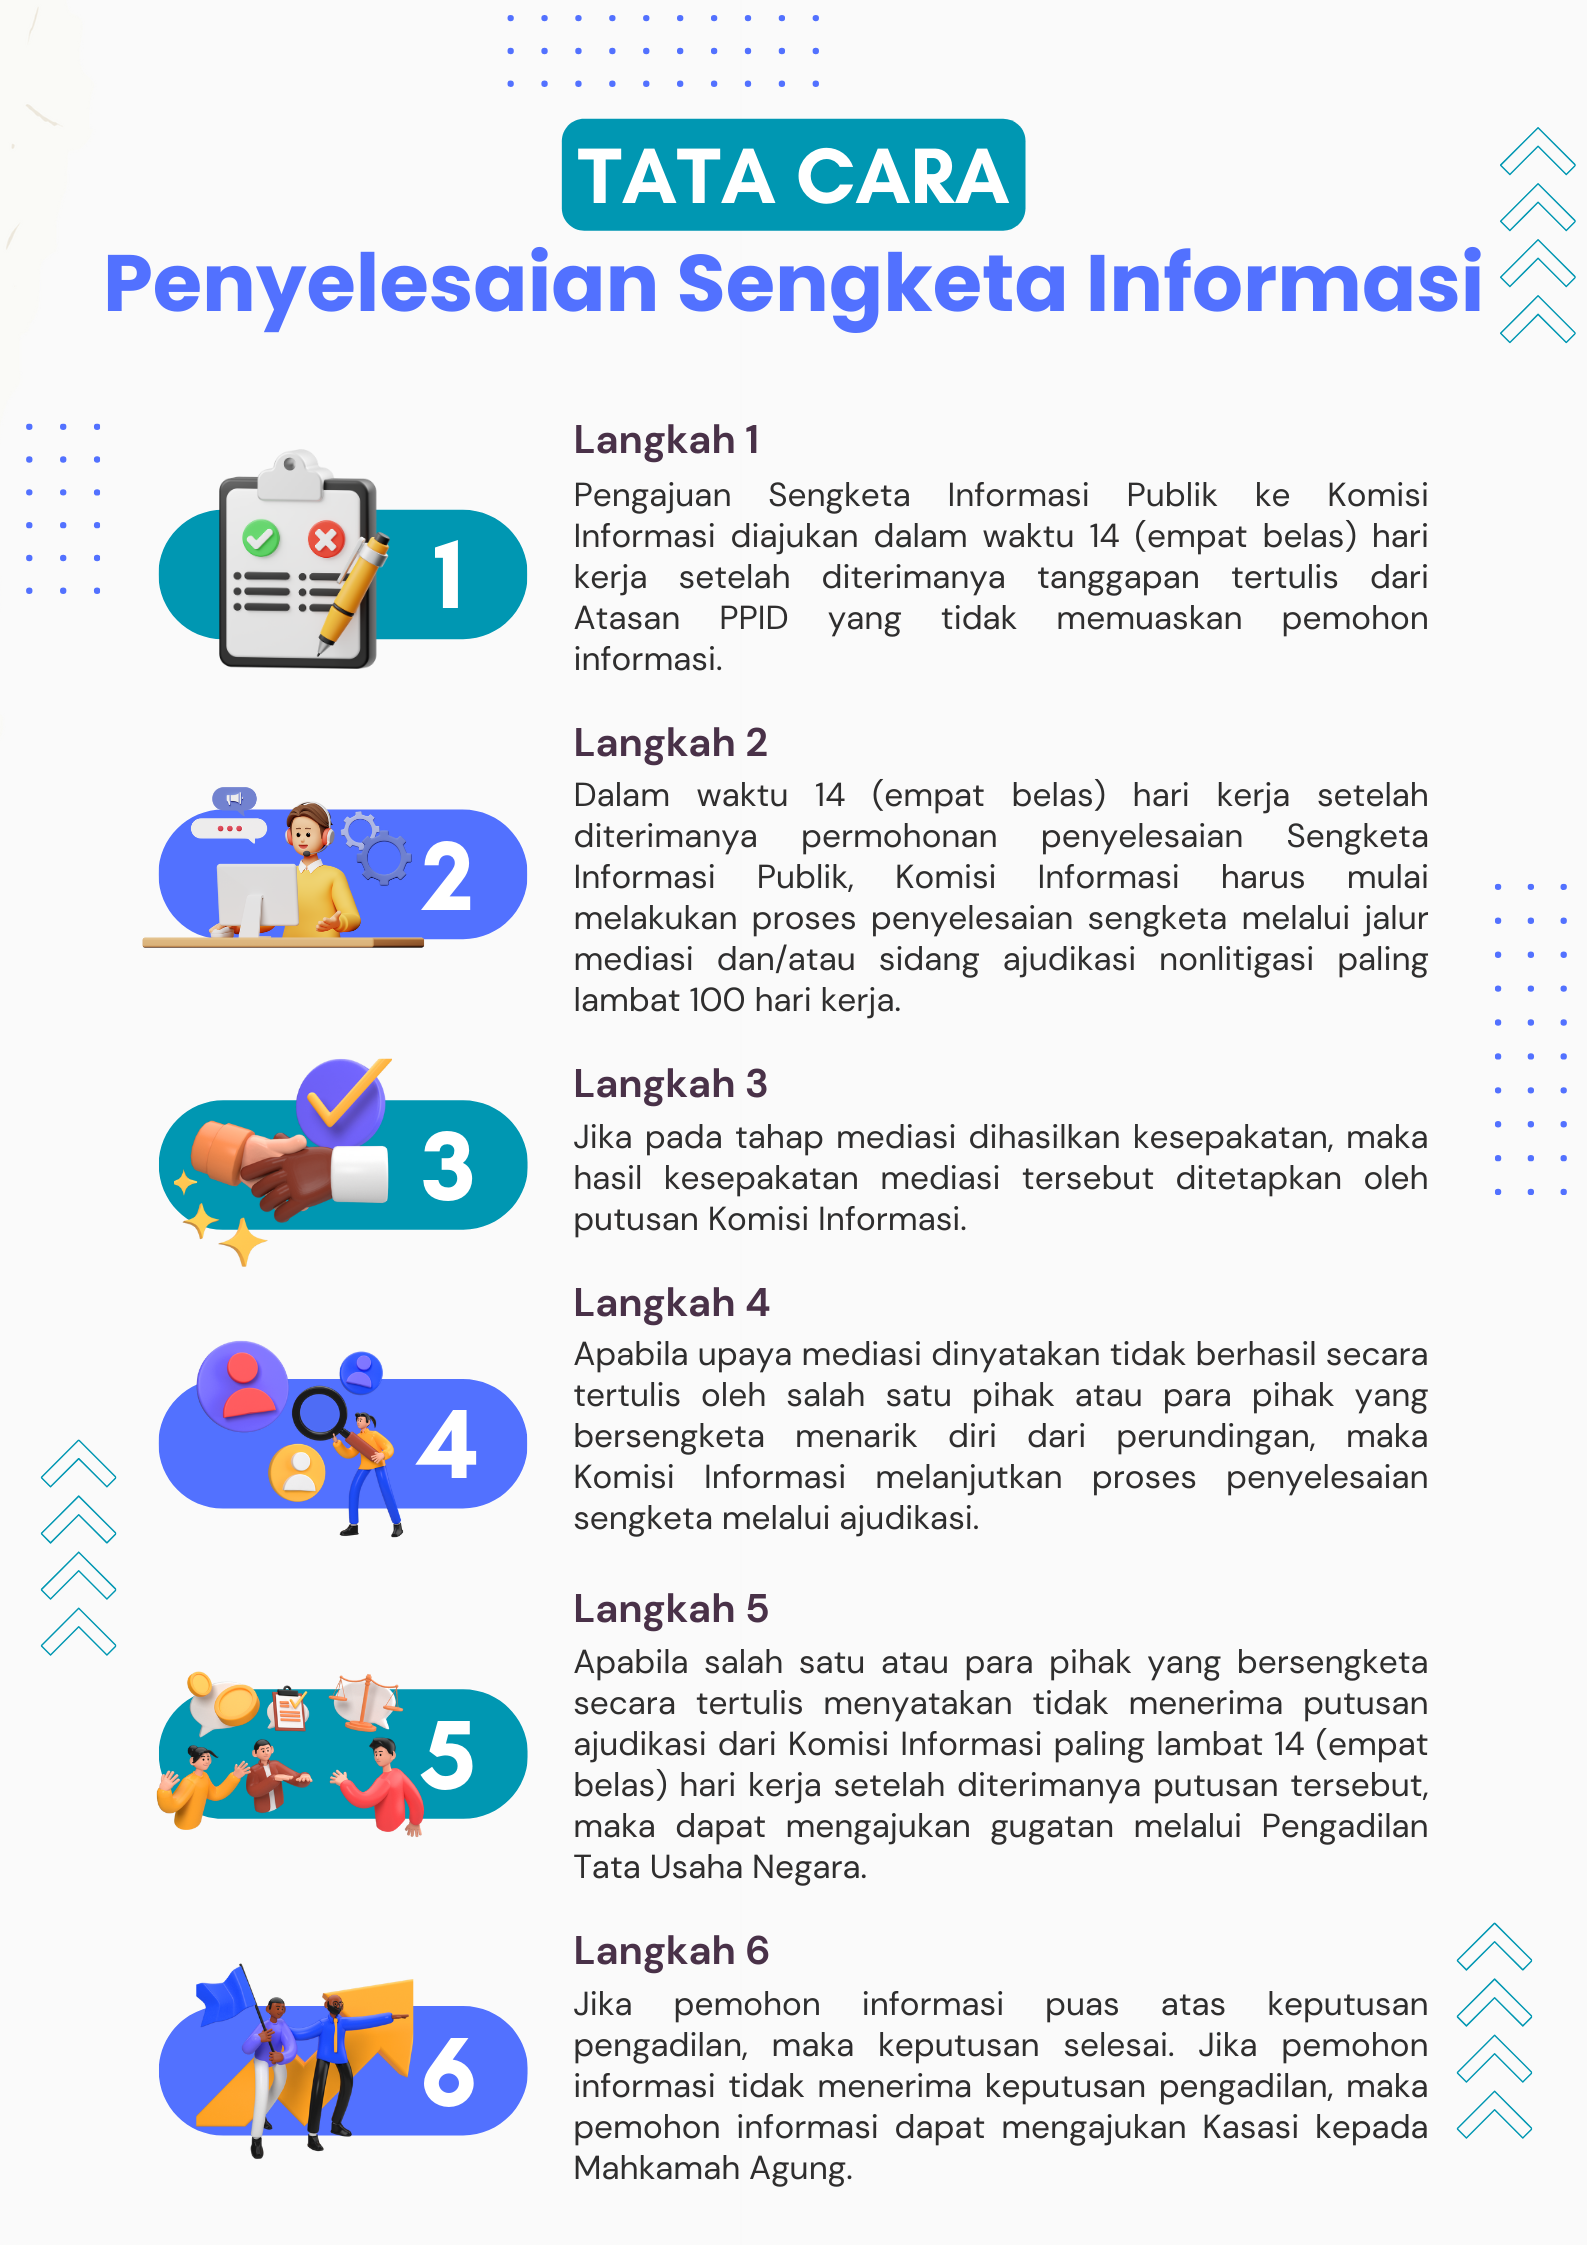 TATA CARA
Penyelesaian Sengketa Informasi
Langkah 1
1
Pengajuan Sengketa Informasi Publik ke Komisi
Informasi diajukan dalam waktu 14 (empat belas) hari
kerja setelah diterimanya tanggapan tertulis dari
Atasan PPID yang tidak memuaskan pemohon
informasi.
Langkah 2
2
Dalam waktu 14 (empat belas) hari kerja setelah
diterimanya permohonan penyelesaian Sengketa
Informasi Publik, Komisi Informasi harus mulai
melakukan proses penyelesaian sengketa melalui jalur
mediasi dan/atau sidang ajudikasi nonlitigasi paling
lambat 100 hari kerja.
Langkah 3
3
Jika pada tahap mediasi dihasilkan kesepakatan, maka
hasil kesepakatan mediasi tersebut ditetapkan oleh
putusan Komisi Informasi.
Langkah 4
4
Apabila upaya mediasi dinyatakan tidak berhasil secara
tertulis oleh salah satu pihak atau para pihak yang
bersengketa menarik diri dari perundingan, maka
Komisi Informasi melanjutkan proses penyelesaian
sengketa melalui ajudikasi.
Langkah 5
5
Apabila salah satu atau para pihak yang bersengketa
secara tertulis menyatakan tidak menerima putusan
ajudikasi dari Komisi Informasi paling lambat 14 (empat
belas) hari kerja setelah diterimanya putusan tersebut,
maka dapat mengajukan gugatan melalui Pengadilan
Tata Usaha Negara.
Langkah 6
6
Jika pemohon informasi puas atas keputusan
pengadilan, maka keputusan selesai. Jika pemohon
informasi tidak menerima keputusan pengadilan, maka
pemohon informasi dapat mengajukan Kasasi kepada
Mahkamah Agung.